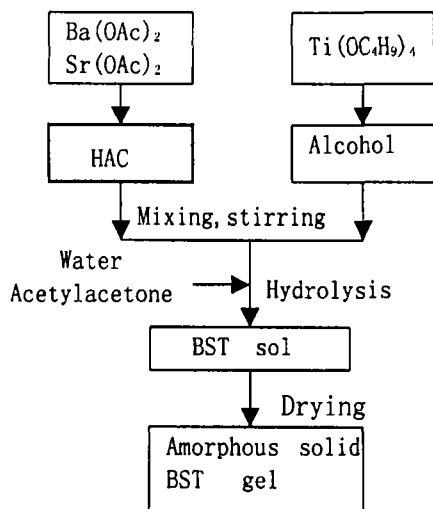 Ba(OAc)₂
Sr(OAc)₂
Ti(OC₄H₉)₄
HAC
Alcohol
Mixing, stirring
Water
Acetylacetone
Hydrolysis
BST sol
Drying
Amorphous solid
BST gel